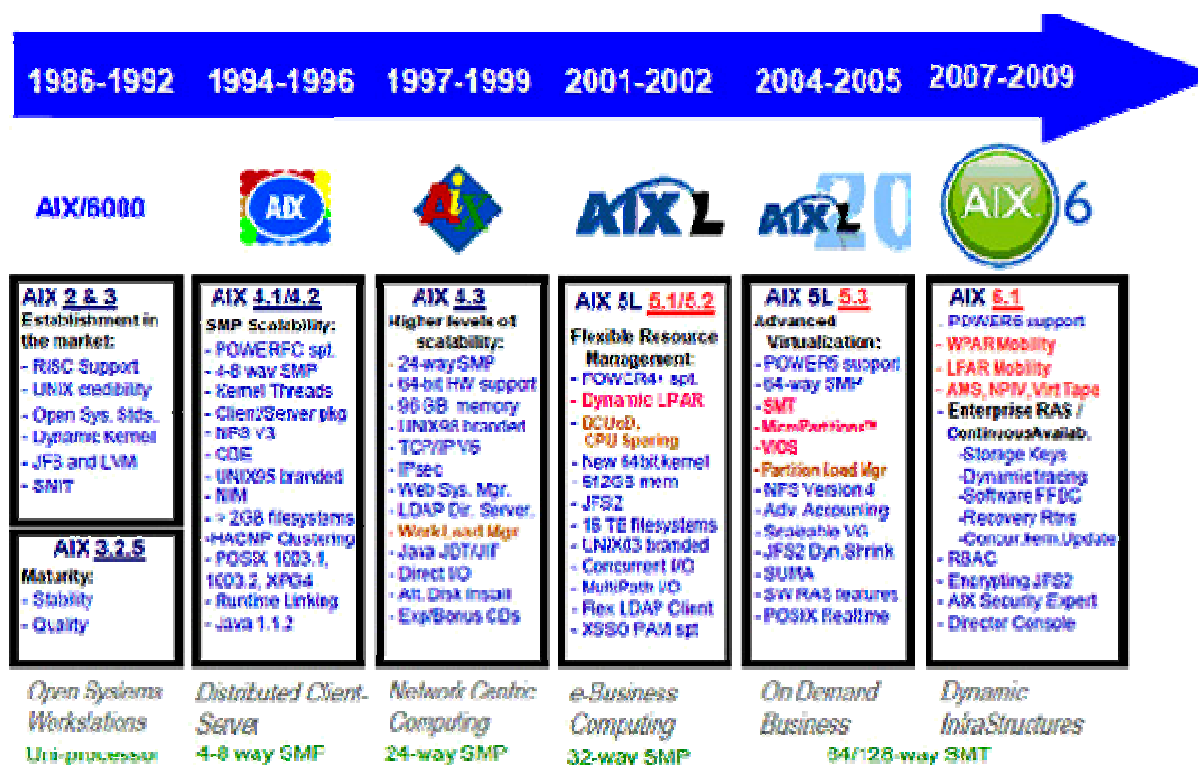 1986-1992
1994-1996
1997-1999
2001-2002
2004-2005
2007-2009
AIX/6000
AIX
AiX
AIX L
AIX L 20
AIX 6
AIX 2 & 3
Establishment in
the market:
- RISC Support
- UNIX credibility
- Open Sys. Stds.
- Dynamic Kernel
- JFS and LVM
- SMIT
AIX 3.2.5
Maturity:
- Stability
- Quality
Open Systems
Workstations
Uni-processor
AIX 4.1/4.2
SMP Scalability:
- POWERPC spt.
- 4-8 way SMP
- Kernel Threads
- Client/Server pkg
- NFS v3
- CDE
- UNIX95 branded
- NIM
- > 2GB filesystems
-HACMP Clustering
- POSIX 1003.1,
1003.2, XPG4
- Runtime Linking
- Java 1.1.2
Distributed Client-
Server
4-8 way SMP
AIX 4.3
Higher levels of
scalability:
- 24-way SMP
- 64-bit HW support
- 96 GB memory
- UNIX98 branded
- TCP/IP V6
- IPsec
- Web Sys. Mgr.
- LDAP Dir. Server.
- Work Load Mgr
- Java JDT/JIF
- Direct I/O
- Alt. Disk Install
- Exp/Bonus CDs
Network Centric
Computing
24-way SMP
AIX 5L 5.1/5.2
Flexible Resource
Management:
- POWER4+ spt.
- Dynamic LPAR
- DCUoD,
CPU Sparing
- New 64 bit kernel
- 512GB mem
- JFS2
- 16 TB filesystems
- UNIX03 branded
- Concurrent I/O
- MultiPath I/O
- Flex LDAP Client
- XSSO PAM spt
e-Business
Computing
32-way SMP
AIX 5L 5.3
Advanced
Virtualization:
- POWER5 support
- 64-way SMP
- SMT
- MicroPartitions™
- VIOS
- Partition Load Mgr
- NFS Version 4
- Adv. Accounting
- Scaleable VG
- JFS2 Dyn.Shrink
- SUMA
- SW RAS features
- POSIX Realtime
On Demand
Business
AIX 6.1
- POWER6 support
- WPAR Mobility
- LPAR Mobility
- AMS, NPIV, Virt Tape
- Enterprise RAS /
ContinuousAvailab.
-Storage Keys
-Dynamictracing
-Software FFDC
-Recovery Rtns
-Concur.Kern.Update
- RBAC
- Encrypting JFS2
- AIX Security Expert
- Director Console
Dynamic
InfraStructures
64/128-way SMT